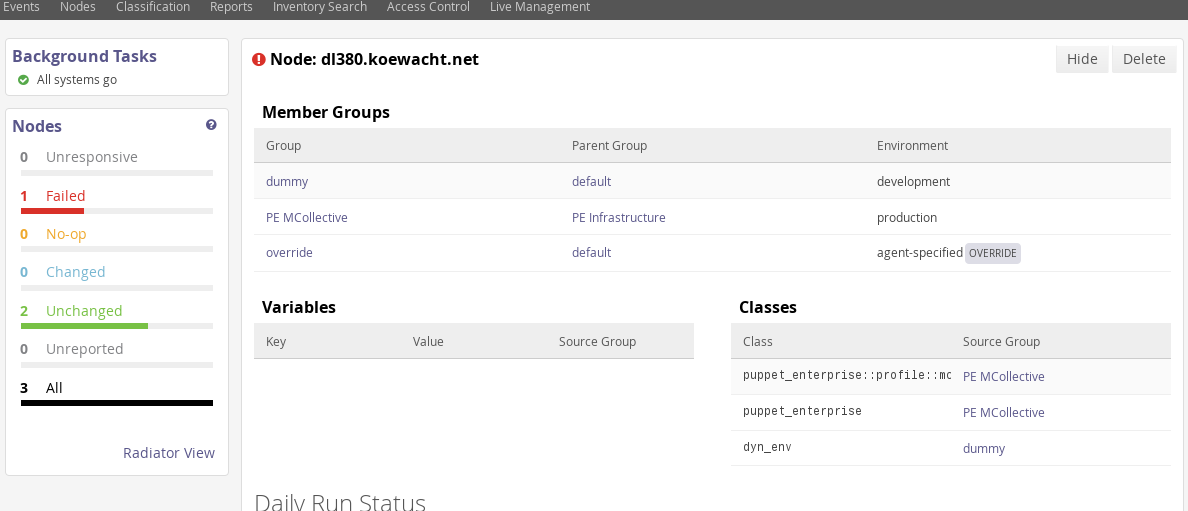 Events Nodes Classification Reports Inventory Search Access Control Live Management
Background Tasks
All systems go
Nodes
0 Unresponsive
1 Failed
0 No-op
0 Changed
2 Unchanged
0 Unreported
3 All
Radiator View
Node: dl380.koewacht.net
Hide Delete
Member Groups
Group Parent Group Environment
dummy default development
PE MCollective PE Infrastructure production
override default agent-specified OVERRIDE
Variables
Key Value Source Group
Classes
Class Source Group
puppet_enterprise::profile::mc PE MCollective
puppet_enterprise PE MCollective
dyn_env dummy
Daily Run Status